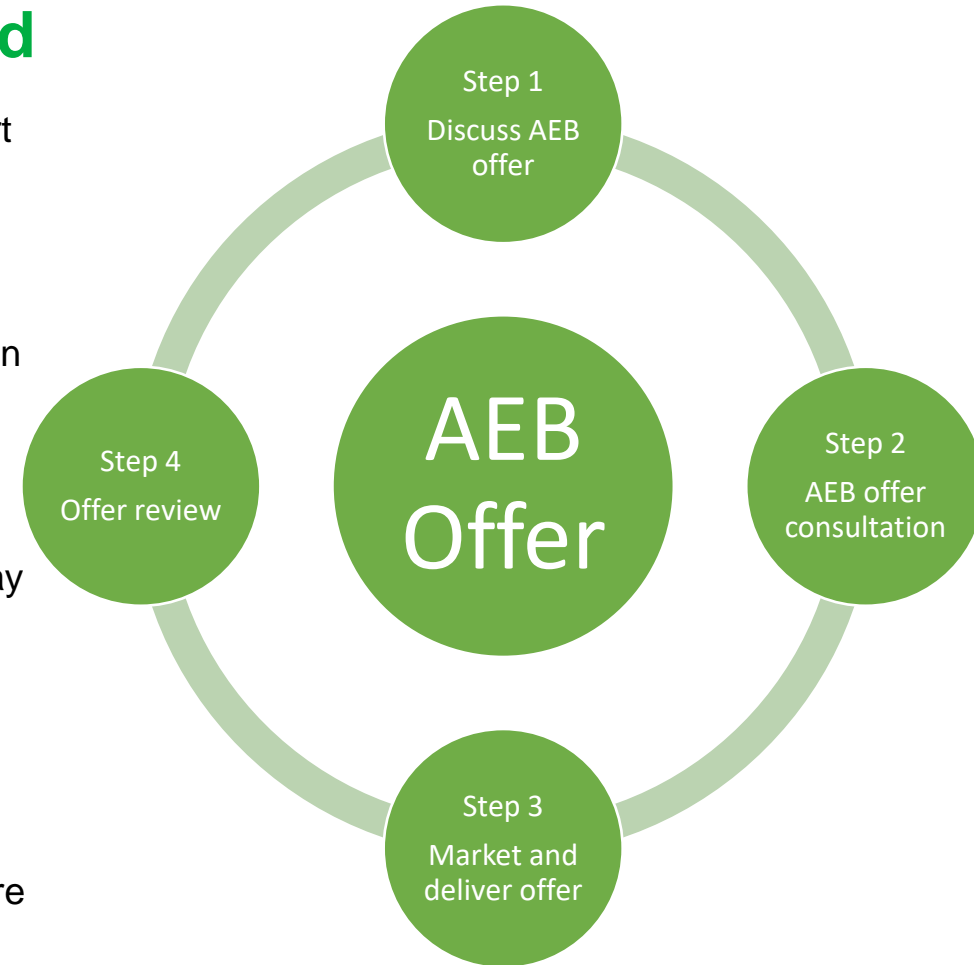 d
t
n
ay
re
Step 1
Discuss AEB
offer
Step 2
AEB offer
consultation
Step 3
Market and
deliver offer
Step 4
Offer review
AEB
Offer